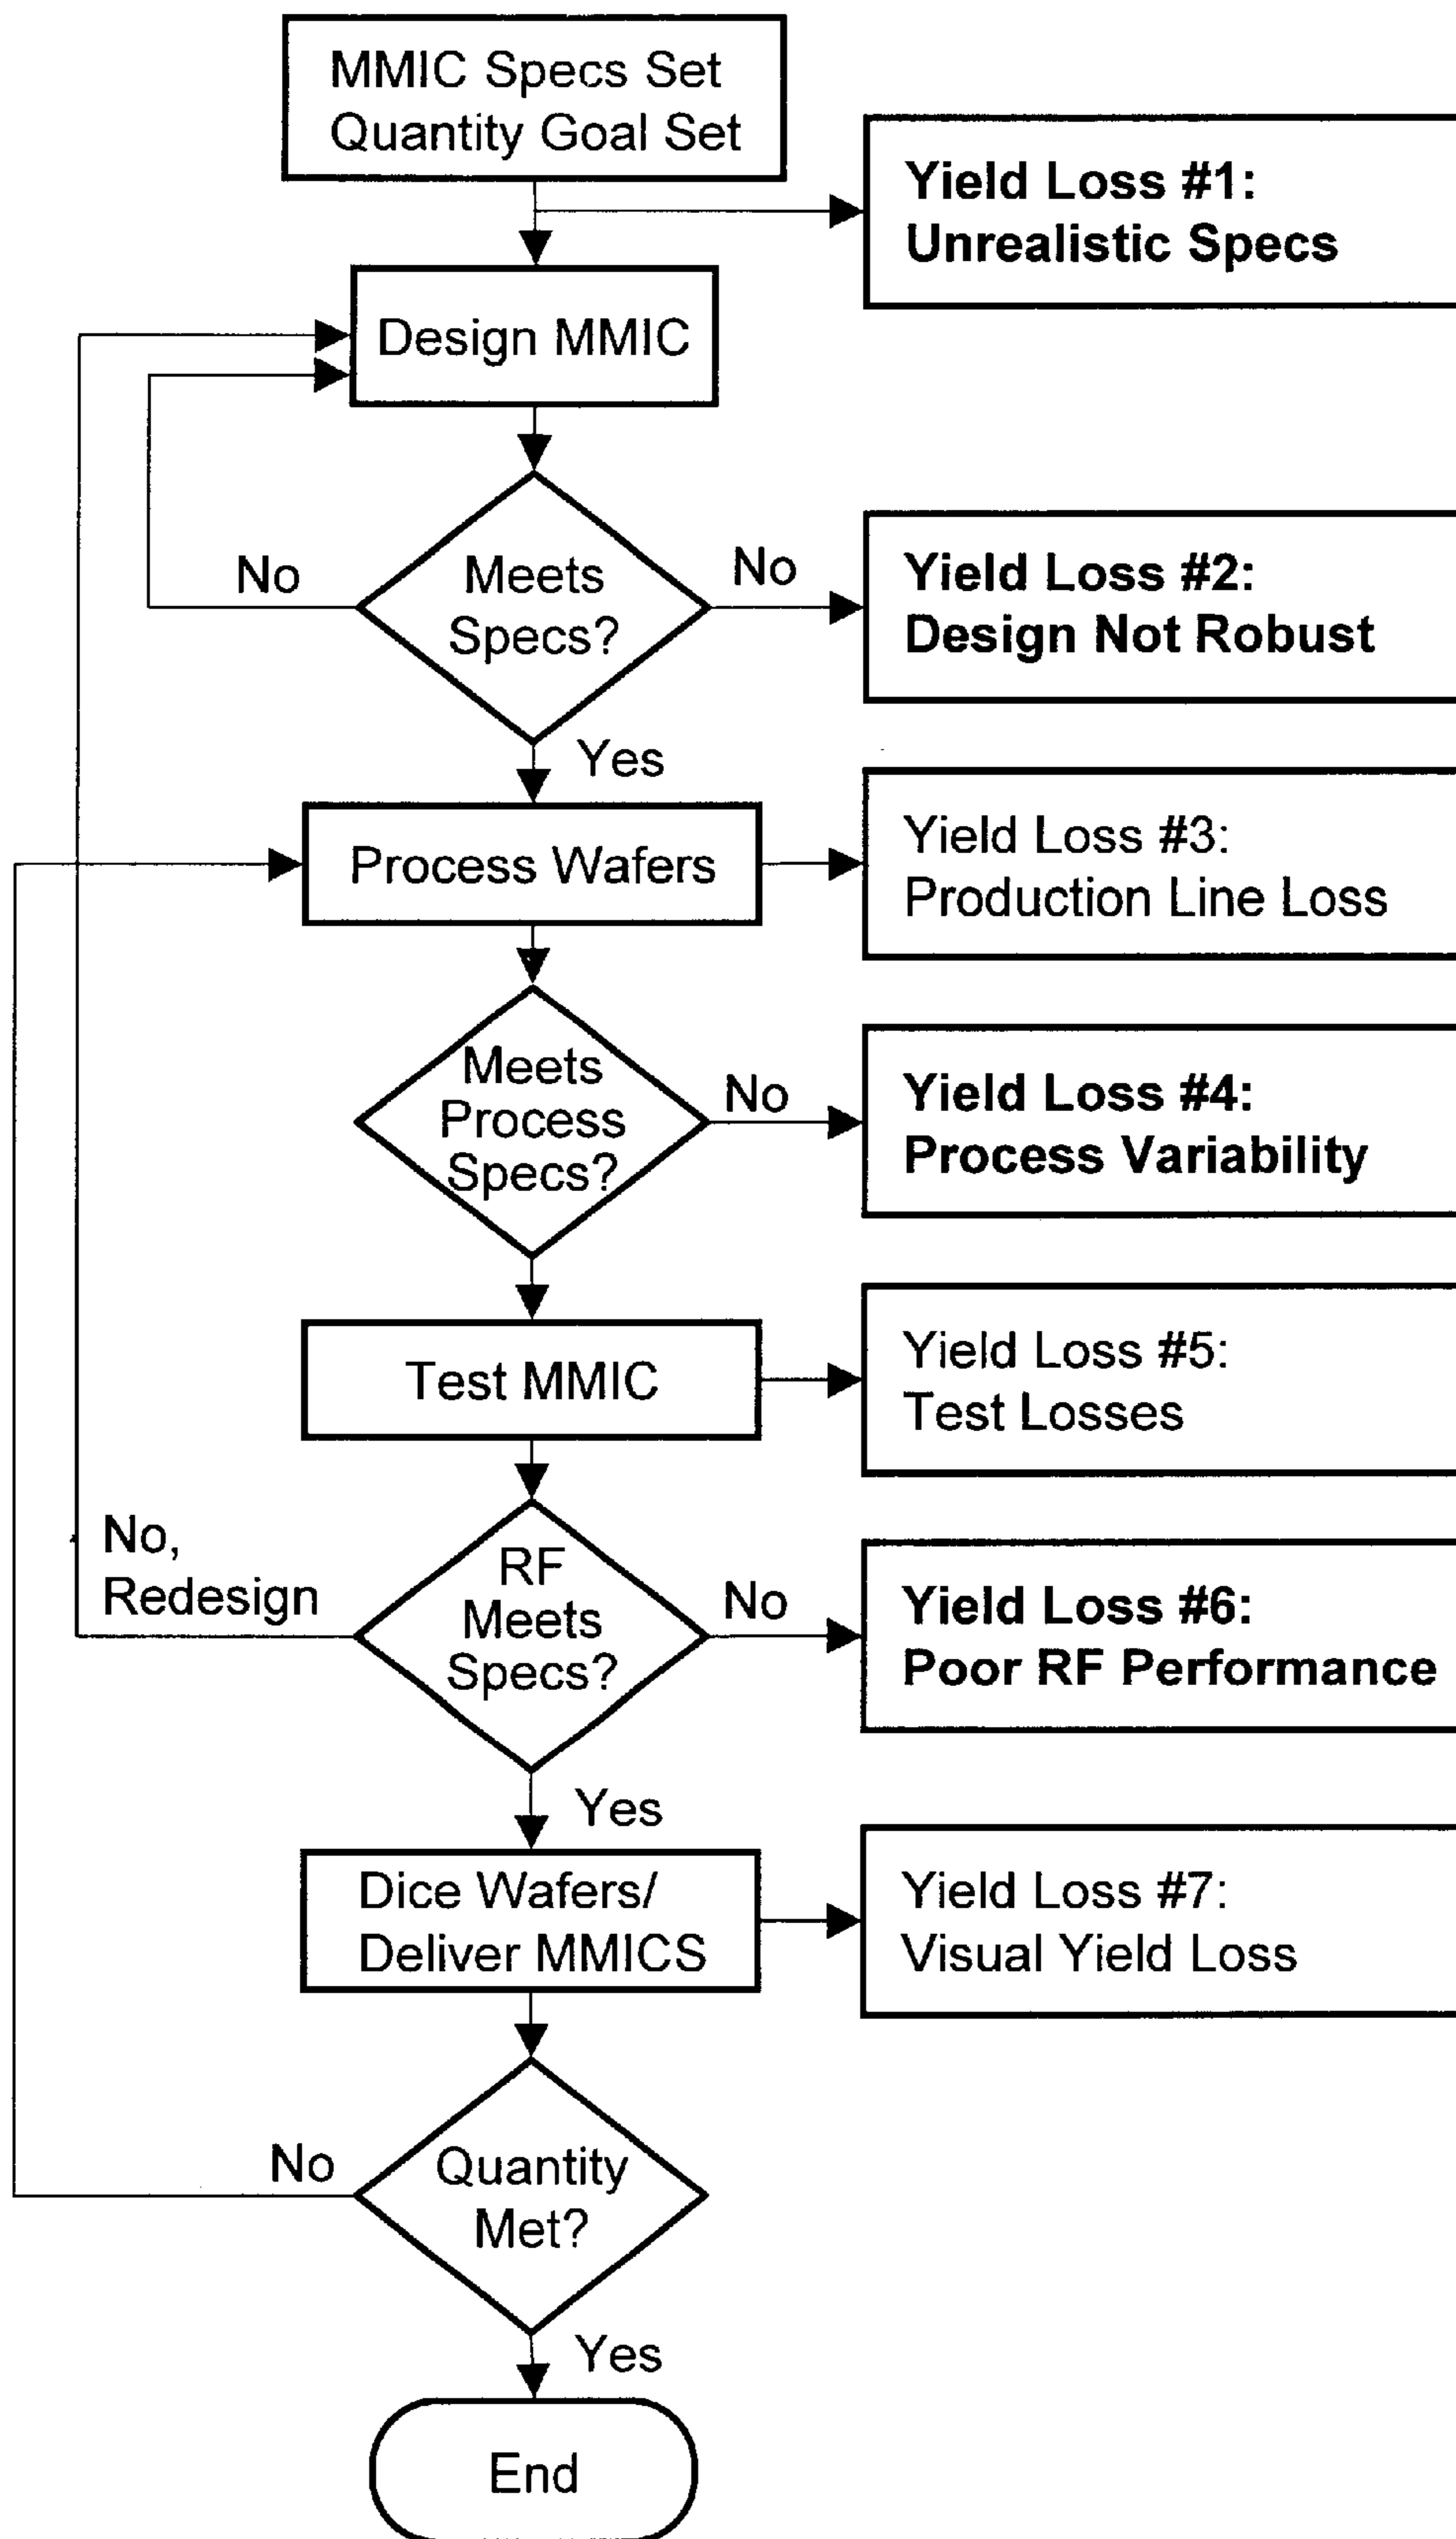 MMIC Specs Set
Quantity Goal Set
Yield Loss #1:
Unrealistic Specs
Design MMIC
No
Meets
Specs?
No
Yield Loss #2:
Design Not Robust
Yes
Process Wafers
Yield Loss #3:
Production Line Loss
Meets
Process
Specs?
No
Yield Loss #4:
Process Variability
Test MMIC
Yield Loss #5:
Test Losses
No,
Redesign
RF
Meets
Specs?
No
Yield Loss #6:
Poor RF Performance
Yes
Dice Wafers/
Deliver MMICS
Yield Loss #7:
Visual Yield Loss
No
Quantity
Met?
Yes
End